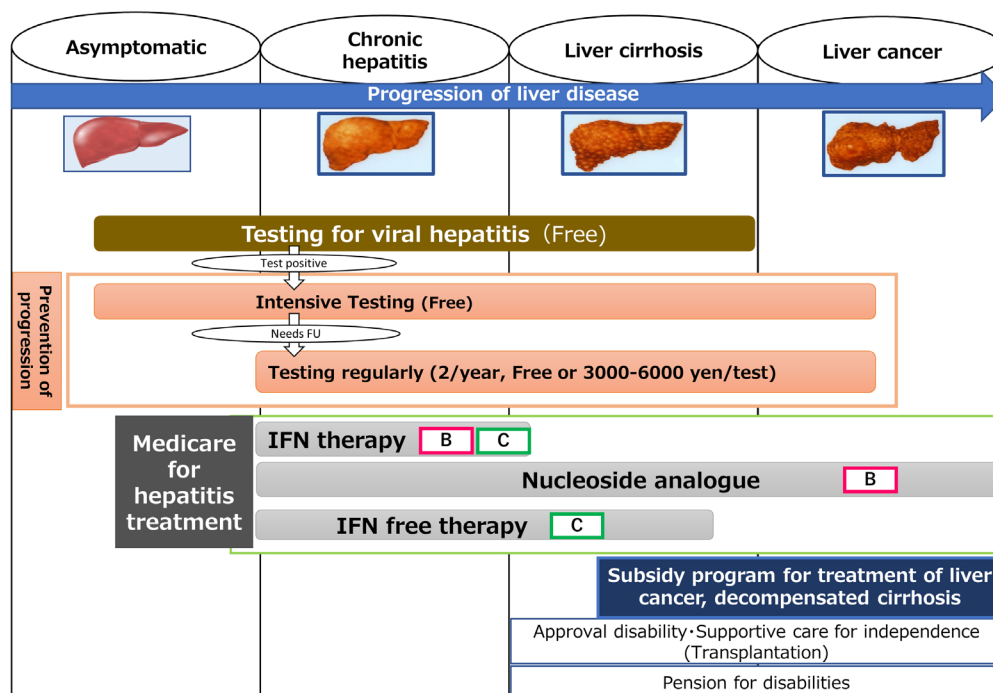 Asymptomatic
Chronic
hepatitis
Liver cirrhosis
Liver cancer
Progression of liver disease
Testing for viral hepatitis（Free)
Test positive
Prevention of
progression
Intensive Testing (Free)
Needs FU
Testing regularly (2/year, Free or 3000-6000 yen/test)
Medicare
for
hepatitis
treatment
IFN therapy B C
Nucleoside analogue B
IFN free therapy C
Subsidy program for treatment of liver
cancer, decompensated cirrhosis
Approval disability･Supportive care for independence
(Transplantation)
Pension for disabilities